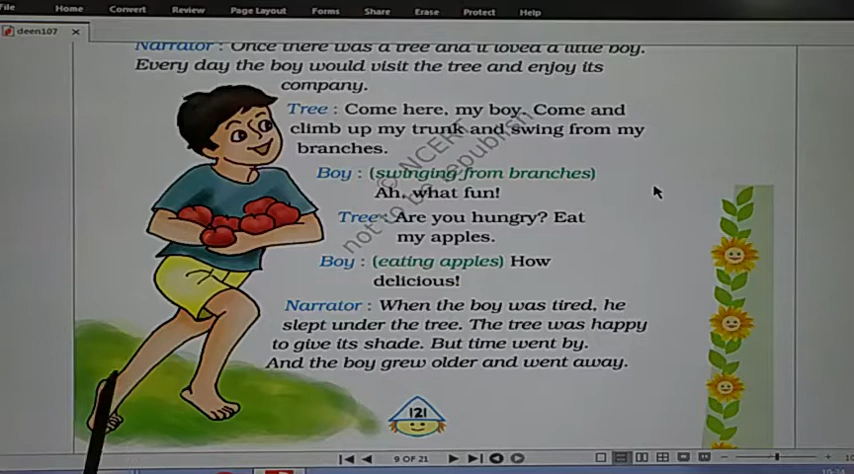 File Home Convert Review Page Layout Forms Share Erase Protect Help
deen107
Narrator : Once there was a tree and it loved a little boy.
Every day the boy would visit the tree and enjoy its
company.
Tree : Come here, my boy. Come and
climb up my trunk and swing from my
branches.
Boy : (swinging from branches)
Ah, what fun!
Tree : Are you hungry? Eat
my apples.
Boy : (eating apples) How
delicious!
Narrator : When the boy was tired, he
slept under the tree. The tree was happy
to give its shade. But time went by.
And the boy grew older and went away.
© NCERT
not to be republish
121
9 OF 21